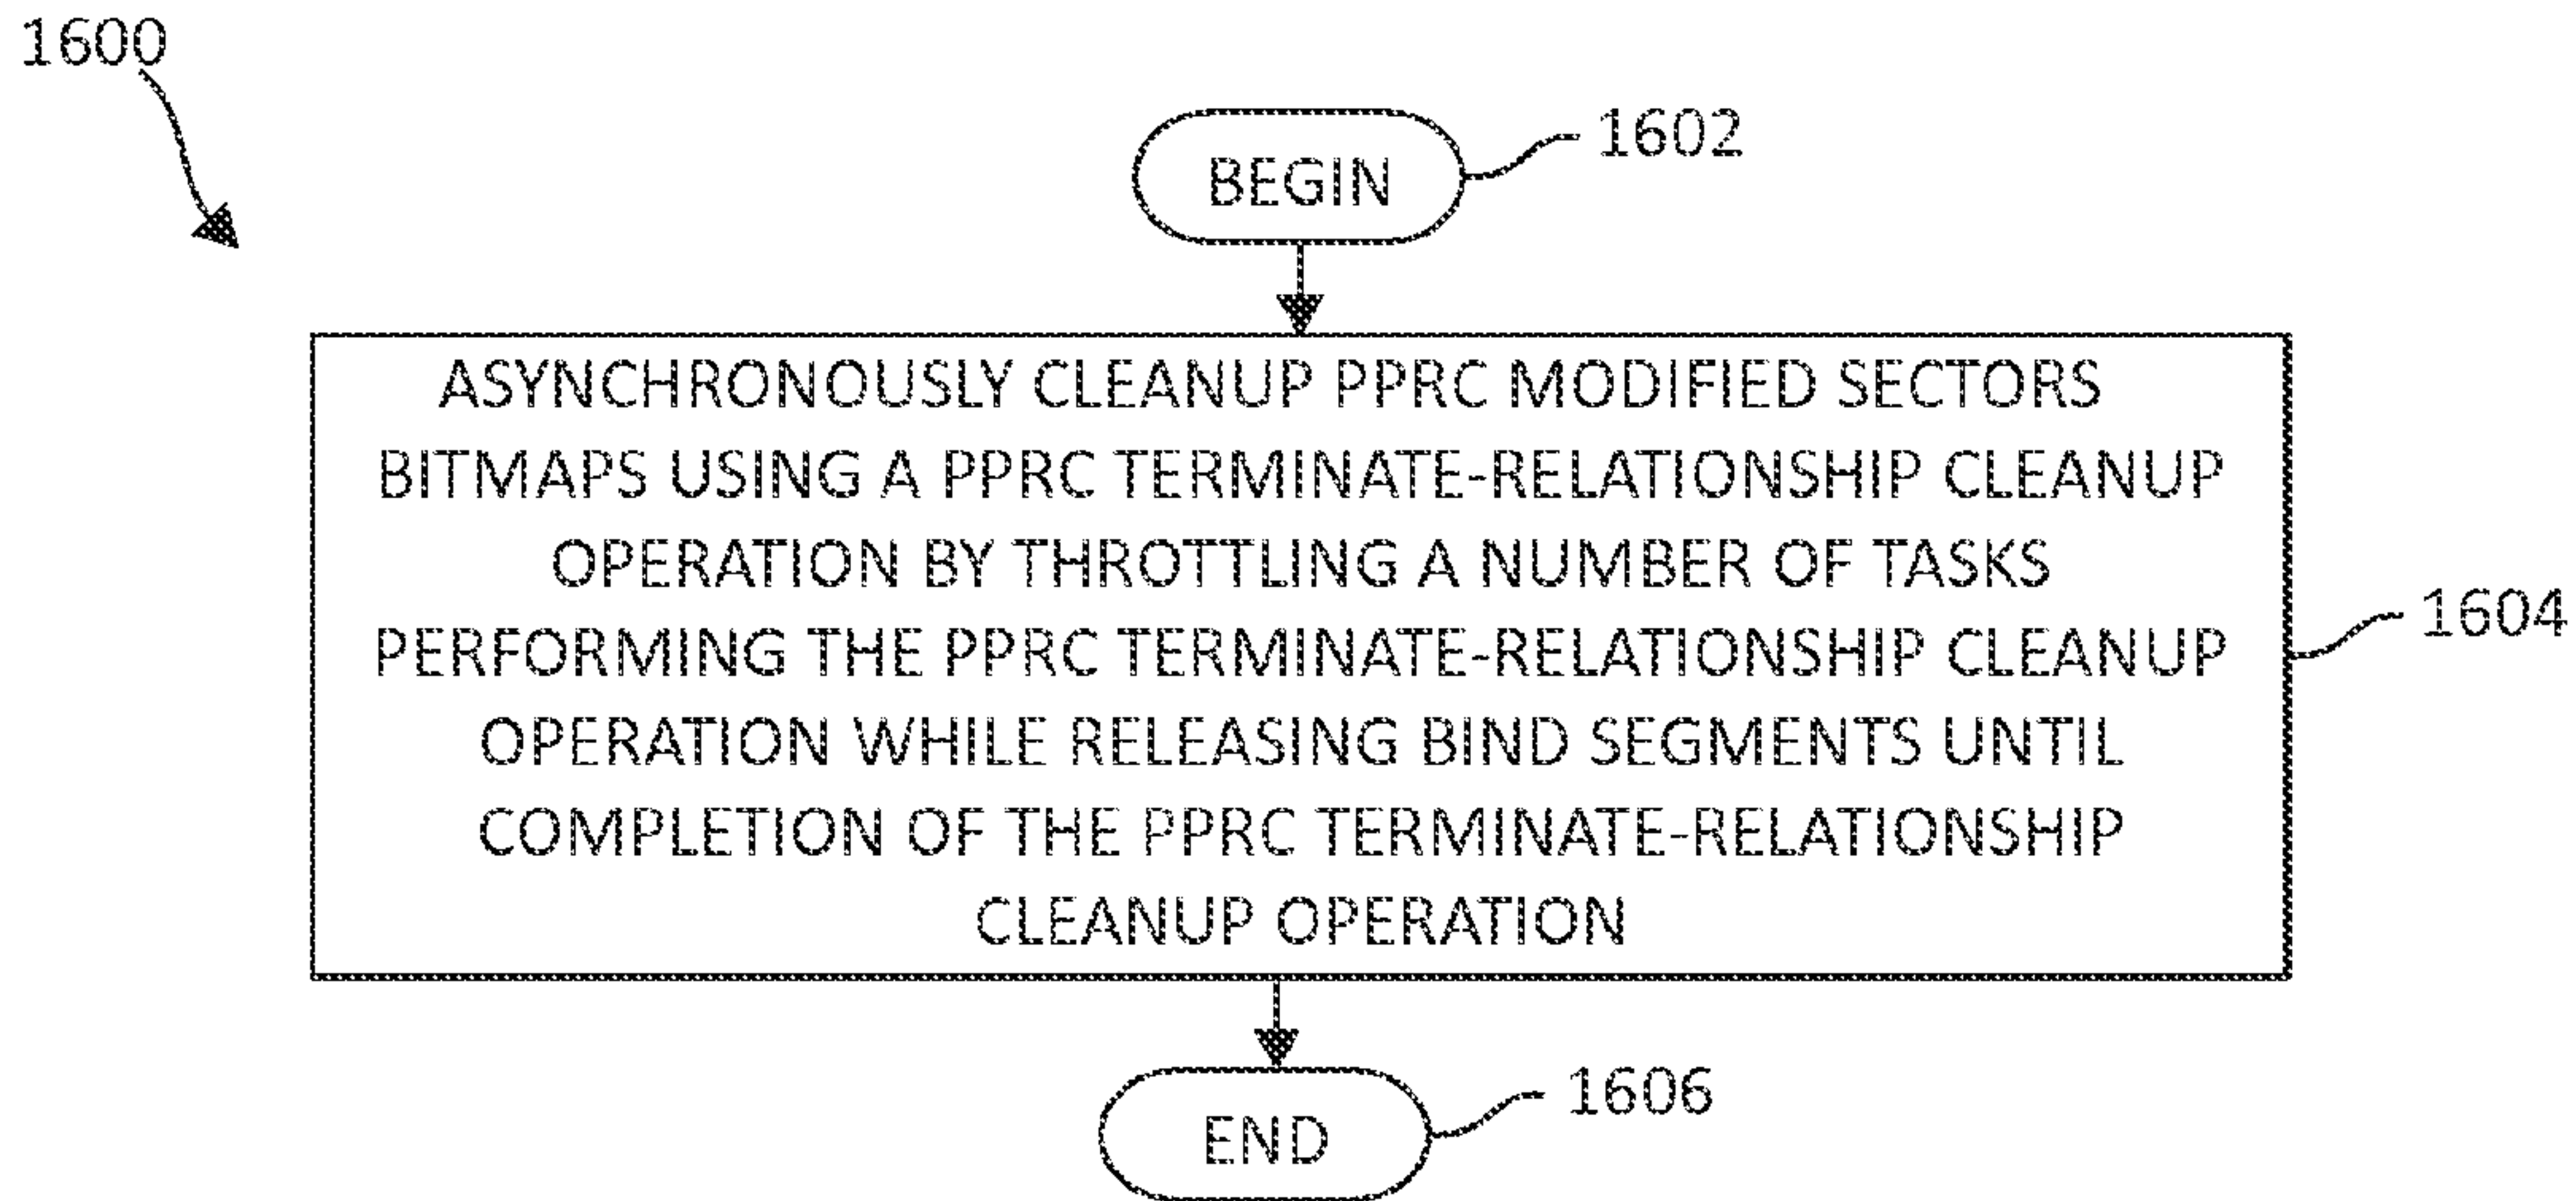 1600
1602
BEGIN
ASYNCHRONOUSLY CLEANUP PPRC MODIFIED SECTORS
BITMAPS USING A PPRC TERMINATE-RELATIONSHIP CLEANUP
OPERATION BY THROTTLING A NUMBER OF TASKS
PERFORMING THE PPRC TERMINATE-RELATIONSHIP CLEANUP
OPERATION WHILE RELEASING BIND SEGMENTS UNTIL
COMPLETION OF THE PPRC TERMINATE-RELATIONSHIP
CLEANUP OPERATION
1604
1606
END